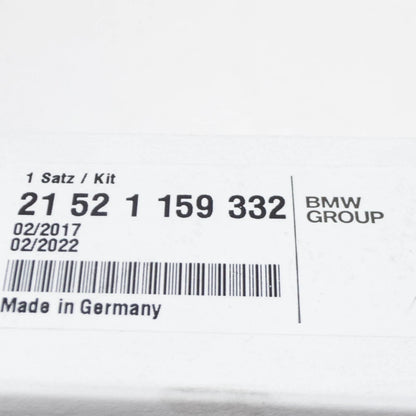 1 Satz / Kit
21 52 1 159 332
02/2017
02/2022
Made in Germany
BMW
GROUP